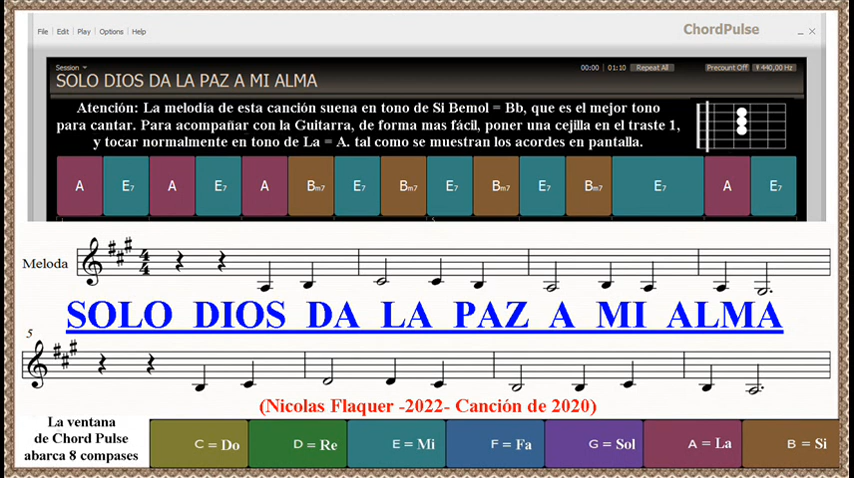 File | Edit | Play | Options | Help
ChordPulse
Session
00:00 | 01:10 Repeat All Precount Off 440,00 Hz
SOLO DIOS DA LA PAZ A MI ALMA
Atención: La melodía de esta canción suena en tono de Si Bemol = Bb, que es el mejor tono
para cantar. Para acompañar con la Guitarra, de forma mas fácil, poner una cejilla en el traste 1,
y tocar normalmente en tono de La = A. tal como se muestran los acordes en pantalla.
A E7 A E7 A Bm7 E7 Bm7 E7 Bm7 E7 Bm7 E7 A E7
4
4
Meloda
SOLO DIOS DA LA PAZ A MI ALMA
5
(Nicolas Flaquer -2022- Canción de 2020)
La ventana
de Chord Pulse
abarca 8 compases
C = Do D = Re E = Mi F = Fa G = Sol A = La B = Si